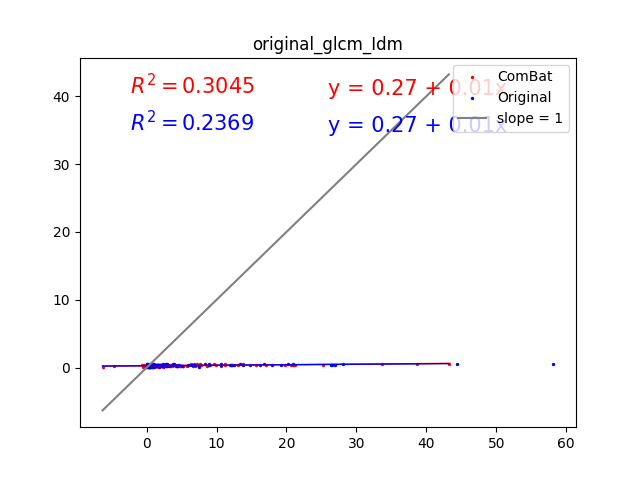 original_glcm_Idm
R² = 0.3045 y = 0.27 + 0.01x
R² = 0.2369 y = 0.27 + 0.01x
ComBat
Original
slope = 1
40
30
20
10
0
0 10 20 30 40 50 60